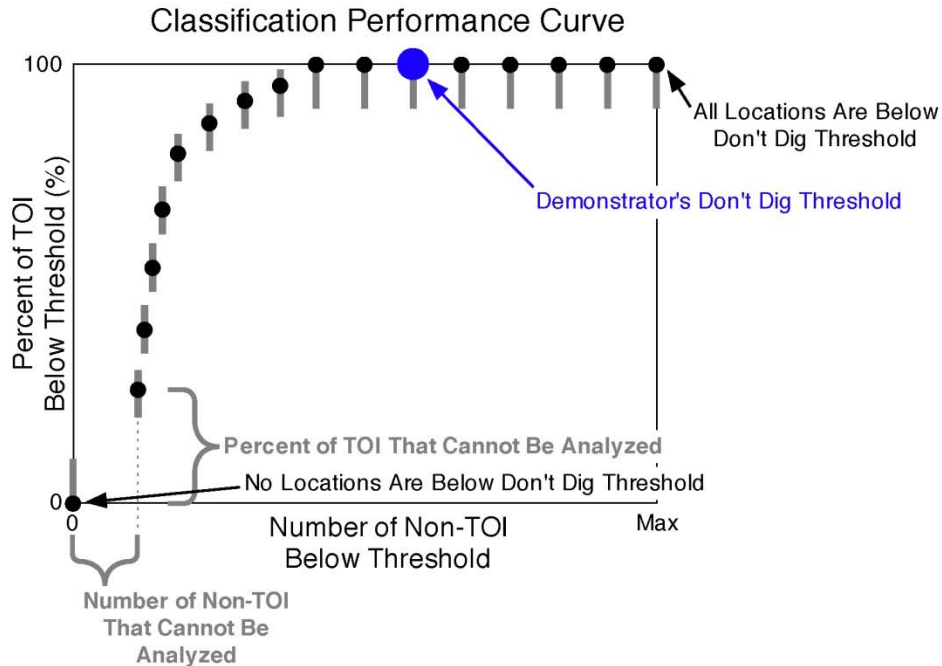 Classification Performance Curve
100
All Locations Are Below
Don't Dig Threshold
Demonstrator's Don't Dig Threshold
Percent of TOI
Below Threshold (%)
Percent of TOI That Cannot Be Analyzed
No Locations Are Below Don't Dig Threshold
0
0
Number of Non-TOI
Below Threshold
Max
Number of Non-TOI
That Cannot Be
Analyzed